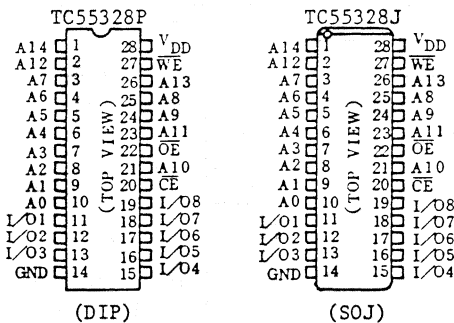 TC55328P
A14 1 28 VDD
A12 2 27 W̅E̅
A7 3 26 A13
A6 4 25 A8
A5 5 24 A9
A4 6 23 A11
A3 7 22 O̅E̅
A2 8 21 A10
A1 9 20 C̅E̅
A0 10 19 I/O8
I/O1 11 18 I/O7
I/O2 12 17 I/O6
I/O3 13 16 I/O5
GND 14 15 I/O4
(TOP VIEW)
(DIP)
TC55328J
A14 1 28 VDD
A12 2 27 W̅E̅
A7 3 26 A13
A6 4 25 A8
A5 5 24 A9
A4 6 23 A11
A3 7 22 O̅E̅
A2 8 21 A10
A1 9 20 C̅E̅
A0 10 19 I/O8
I/O1 11 18 I/O7
I/O2 12 17 I/O6
I/O3 13 16 I/O5
GND 14 15 I/O4
(TOP VIEW)
(SOJ)